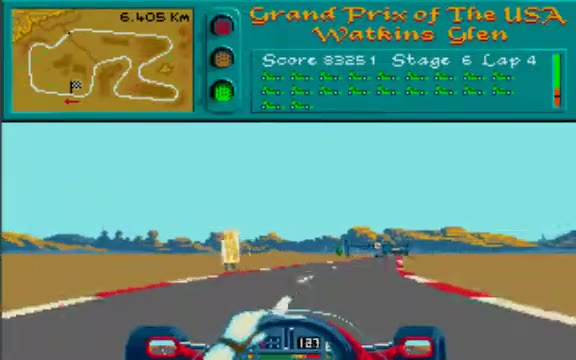 6.405 Km
Grand Prix of The USA
Watkins Glen
Score 83251 Stage 6 Lap 4
123